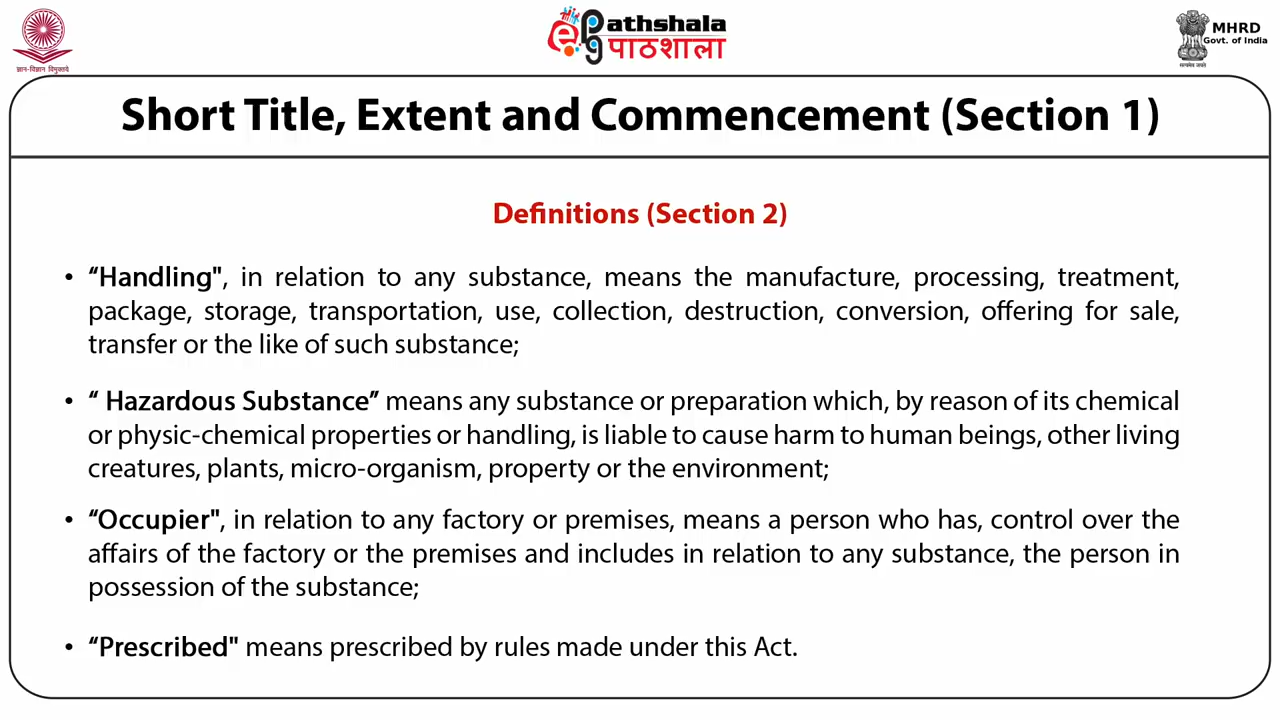 ज्ञान-विज्ञान विमुक्तये
Pathshala
पाठशाला
MHRD
Govt. of India
सत्यमेव जयते
Short Title, Extent and Commencement (Section 1)
Definitions (Section 2)
• “Handling", in relation to any substance, means the manufacture, processing, treatment,
package, storage, transportation, use, collection, destruction, conversion, offering for sale,
transfer or the like of such substance;
• “ Hazardous Substance” means any substance or preparation which, by reason of its chemical
or physic-chemical properties or handling, is liable to cause harm to human beings, other living
creatures, plants, micro-organism, property or the environment;
• “Occupier", in relation to any factory or premises, means a person who has, control over the
affairs of the factory or the premises and includes in relation to any substance, the person in
possession of the substance;
• “Prescribed" means prescribed by rules made under this Act.